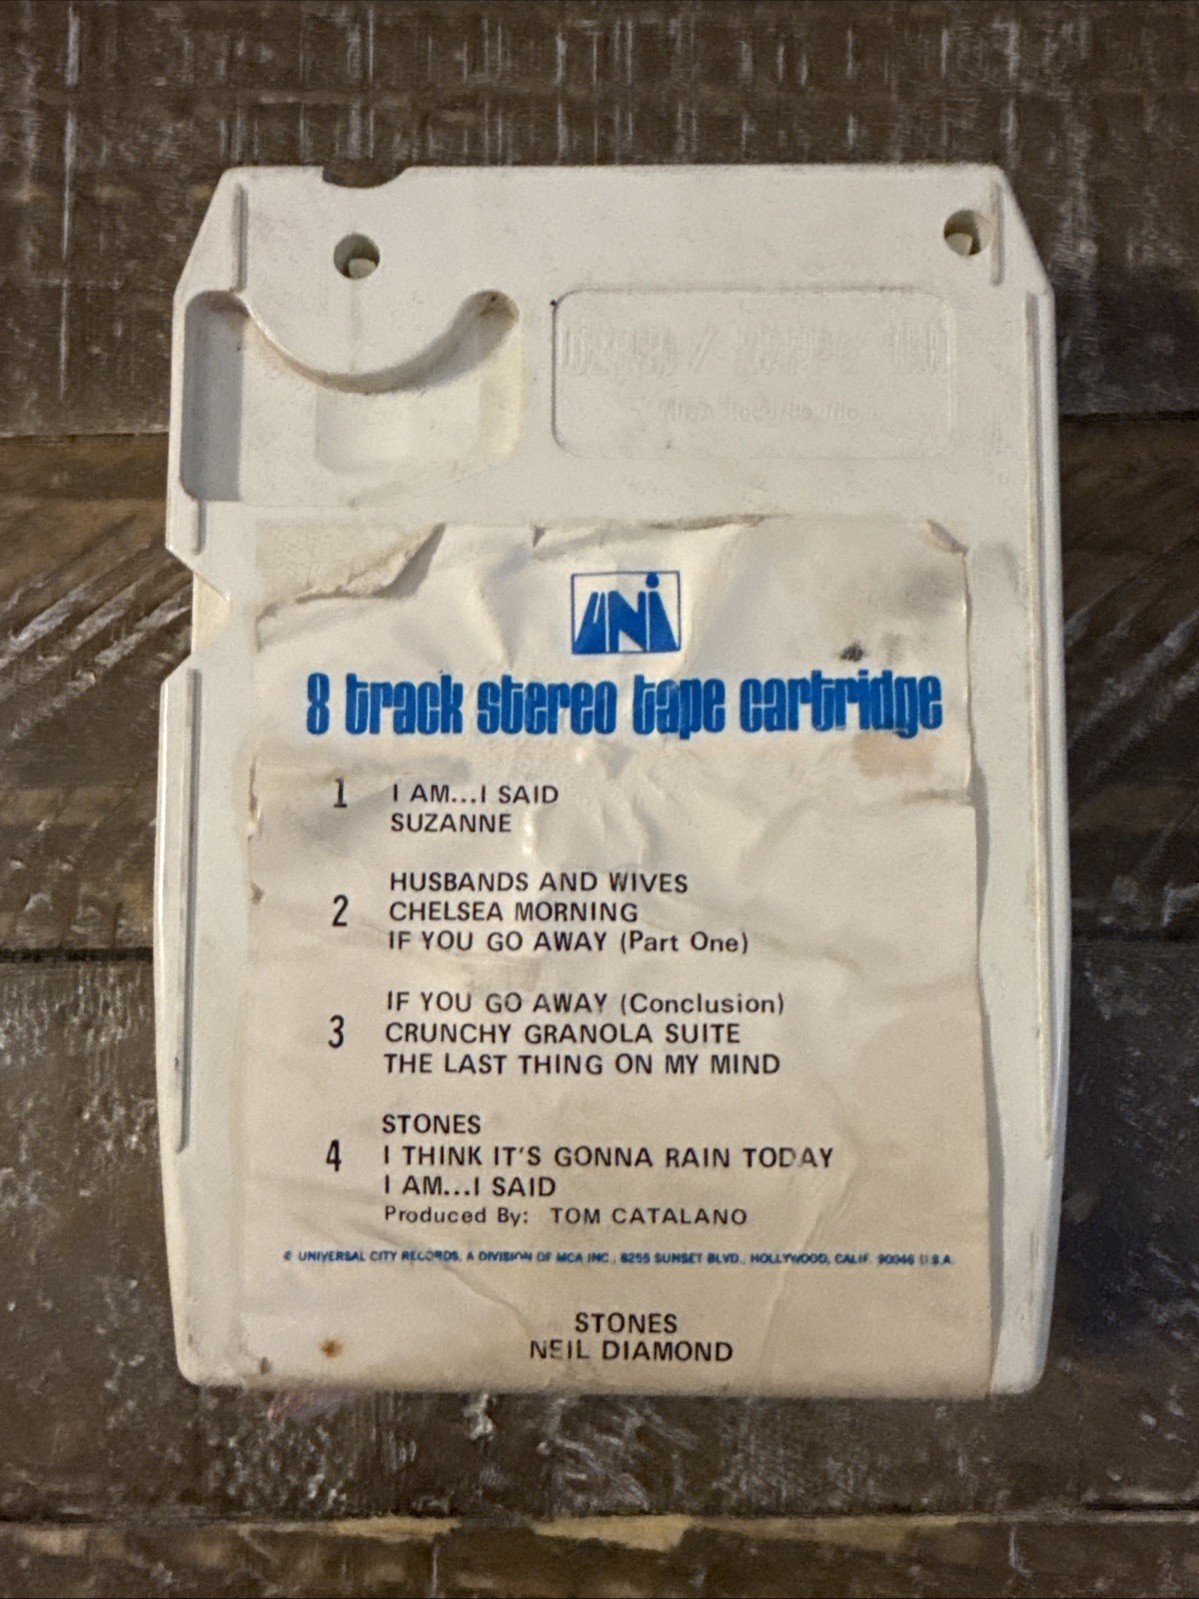 UNI
8 track stereo tape cartridge
1 I AM...I SAID
SUZANNE
HUSBANDS AND WIVES
2 CHELSEA MORNING
IF YOU GO AWAY (Part One)
IF YOU GO AWAY (Conclusion)
3 CRUNCHY GRANOLA SUITE
THE LAST THING ON MY MIND
STONES
4 I THINK IT'S GONNA RAIN TODAY
I AM...I SAID
Produced By: TOM CATALANO
© UNIVERSAL CITY RECORDS, A DIVISION OF MCA INC., 8255 SUNSET BLVD., HOLLYWOOD, CALIF. 90046 U.S.A.
STONES
NEIL DIAMOND